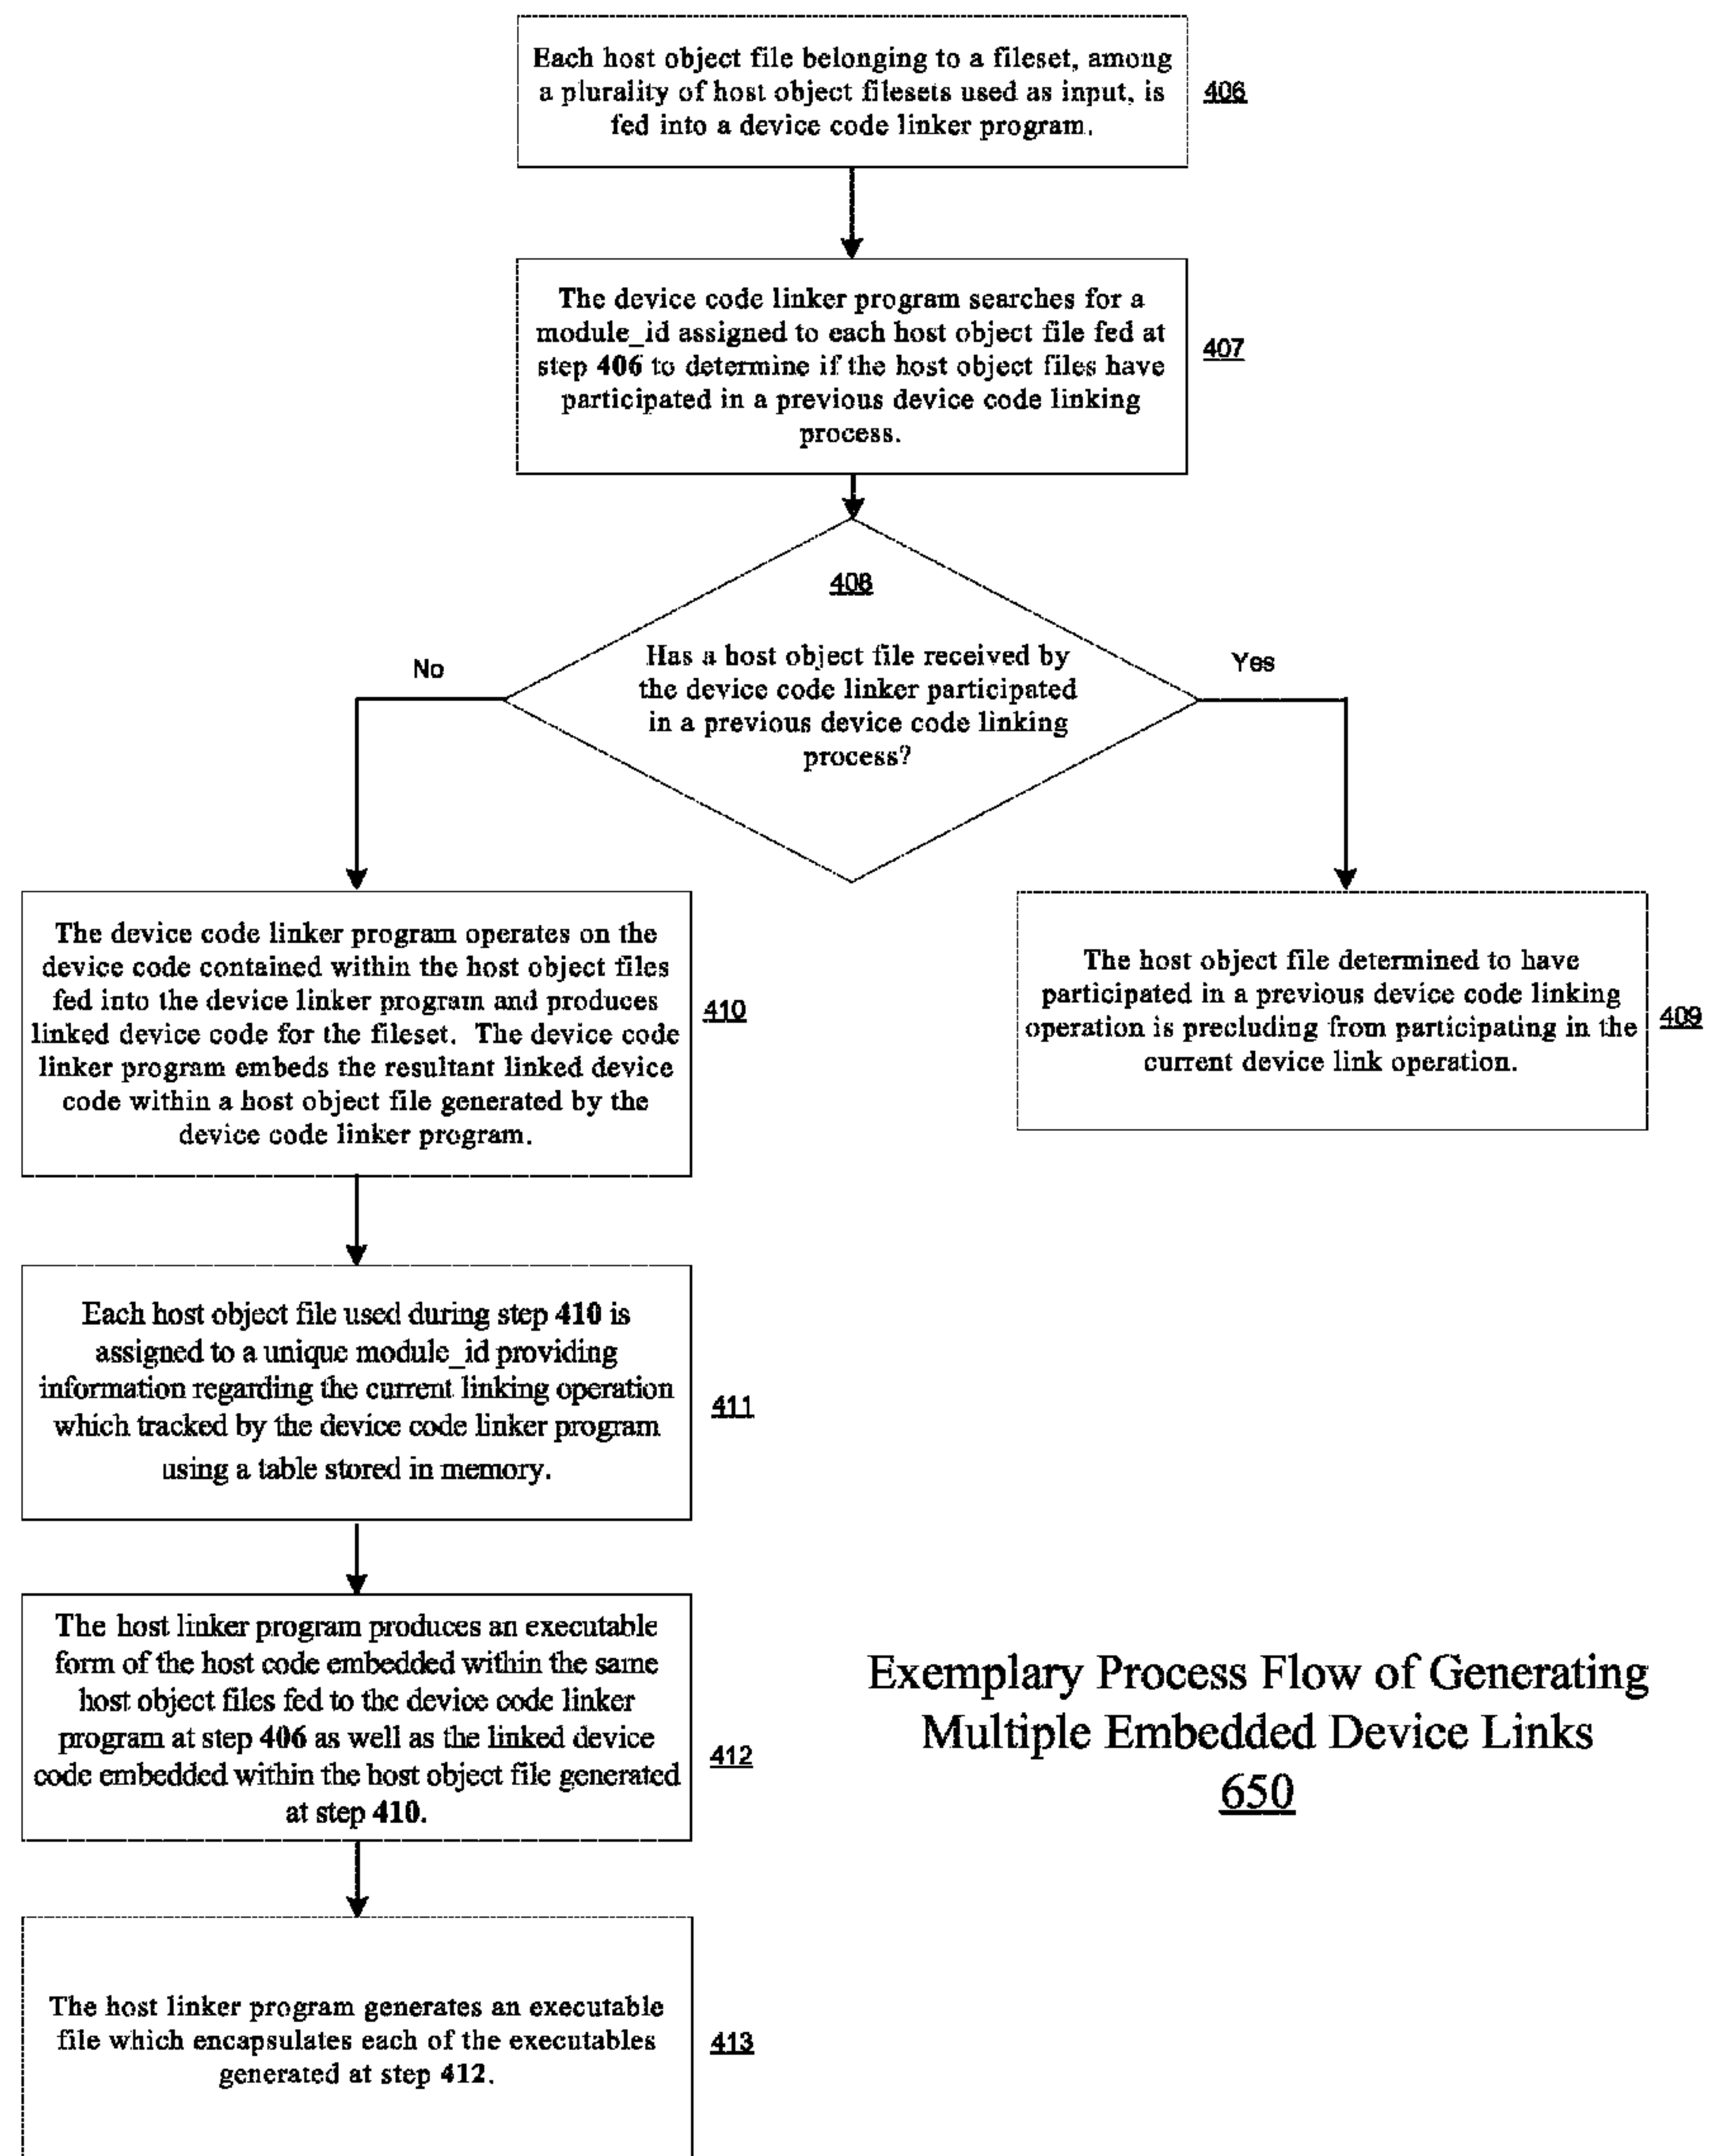 Each host object file belonging to a fileset, among
a plurality of host object filesets used as input, is
fed into a device code linker program.
406
The device code linker program searches for a
module_id assigned to each host object file fed at
step 406 to determine if the host object files have
participated in a previous device code linking
process.
407
408
Has a host object file received by
the device code linker participated
in a previous device code linking
process?
No
Yes
The device code linker program operates on the
device code contained within the host object files
fed into the device linker program and produces
linked device code for the fileset. The device code
linker program embeds the resultant linked device
code within a host object file generated by the
device code linker program.
410
The host object file determined to have
participated in a previous device code linking
operation is precluding from participating in the
current device link operation.
409
Each host object file used during step 410 is
assigned to a unique module_id providing
information regarding the current linking operation
which tracked by the device code linker program
using a table stored in memory.
411
The host linker program produces an executable
form of the host code embedded within the same
host object files fed to the device code linker
program at step 406 as well as the linked device
code embedded within the host object file generated
at step 410.
412
Exemplary Process Flow of Generating
Multiple Embedded Device Links
650
The host linker program generates an executable
file which encapsulates each of the executables
generated at step 412.
413